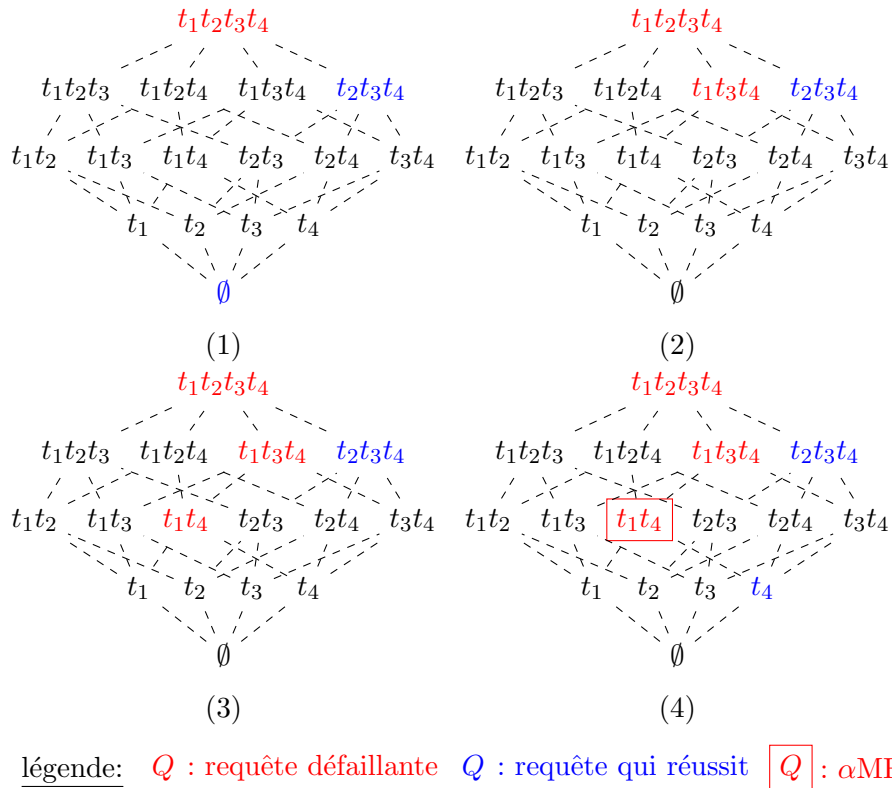 t₁t₂t₃t₄ t₁t₂t₃t₄
t₁t₂t₃ t₁t₂t₄ t₁t₃t₄ t₂t₃t₄ t₁t₂t₃ t₁t₂t₄ t₁t₃t₄ t₂t₃t₄
t₁t₂ t₁t₃ t₁t₄ t₂t₃ t₂t₄ t₃t₄ t₁t₂ t₁t₃ t₁t₄ t₂t₃ t₂t₄ t₃t₄
t₁ t₂ t₃ t₄ t₁ t₂ t₃ t₄
∅ ∅
(1) (2)
t₁t₂t₃t₄ t₁t₂t₃t₄
t₁t₂t₃ t₁t₂t₄ t₁t₃t₄ t₂t₃t₄ t₁t₂t₃ t₁t₂t₄ t₁t₃t₄ t₂t₃t₄
t₁t₂ t₁t₃ t₁t₄ t₂t₃ t₂t₄ t₃t₄ t₁t₂ t₁t₃ t₁t₄ t₂t₃ t₂t₄ t₃t₄
t₁ t₂ t₃ t₄ t₁ t₂ t₃ t₄
∅ ∅
(3) (4)
légende: Q : requête défaillante Q : requête qui réussit Q :